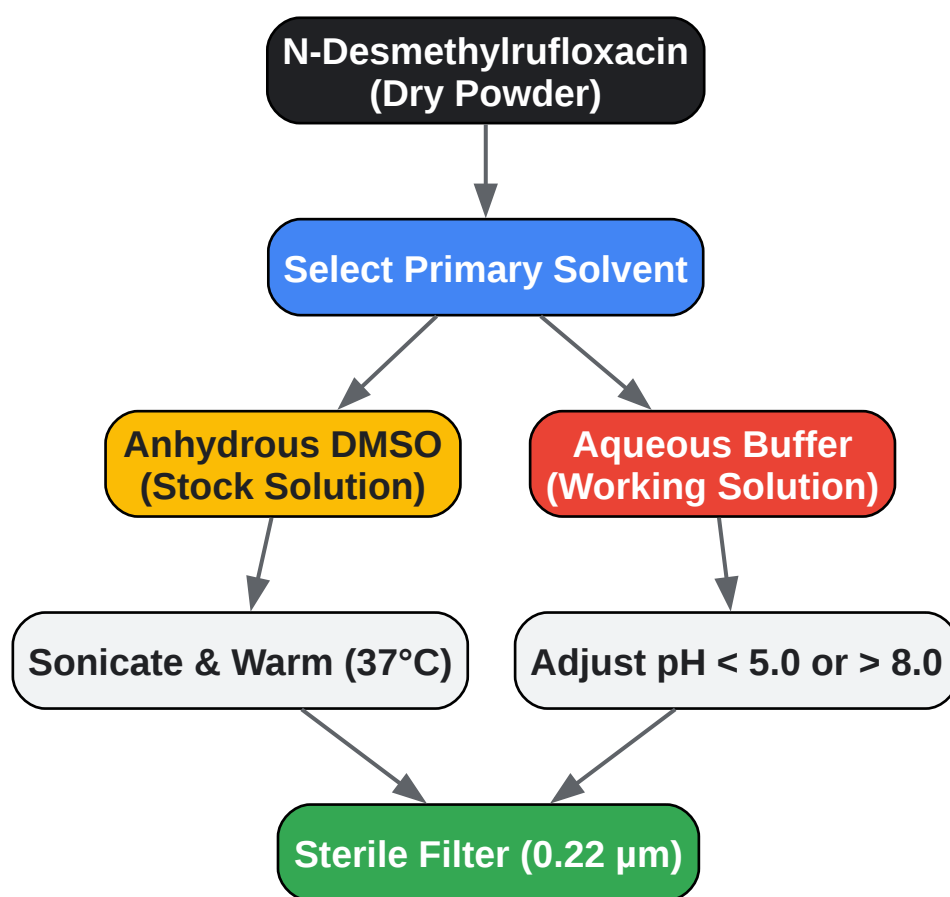 N-Desmethylrufloxacin
(Dry Powder)
Select Primary Solvent
Anhydrous DMSO
(Stock Solution)
Aqueous Buffer
(Working Solution)
Sonicate & Warm (37°C)
Adjust pH < 5.0 or > 8.0
Sterile Filter (0.22 µm)